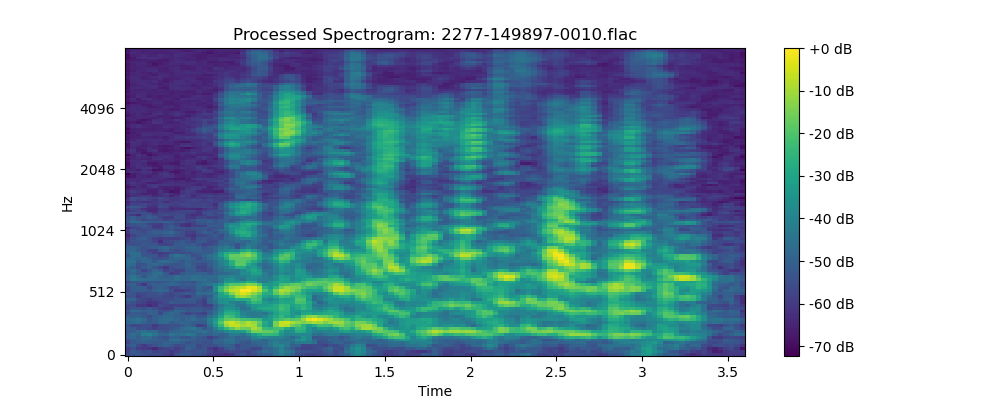 Processed Spectrogram: 2277-149897-0010.flac
Hz
4096
2048
1024
512
0
0
0.5
1
1.5
2
2.5
3
3.5
Time
+0 dB
-10 dB
-20 dB
-30 dB
-40 dB
-50 dB
-60 dB
-70 dB